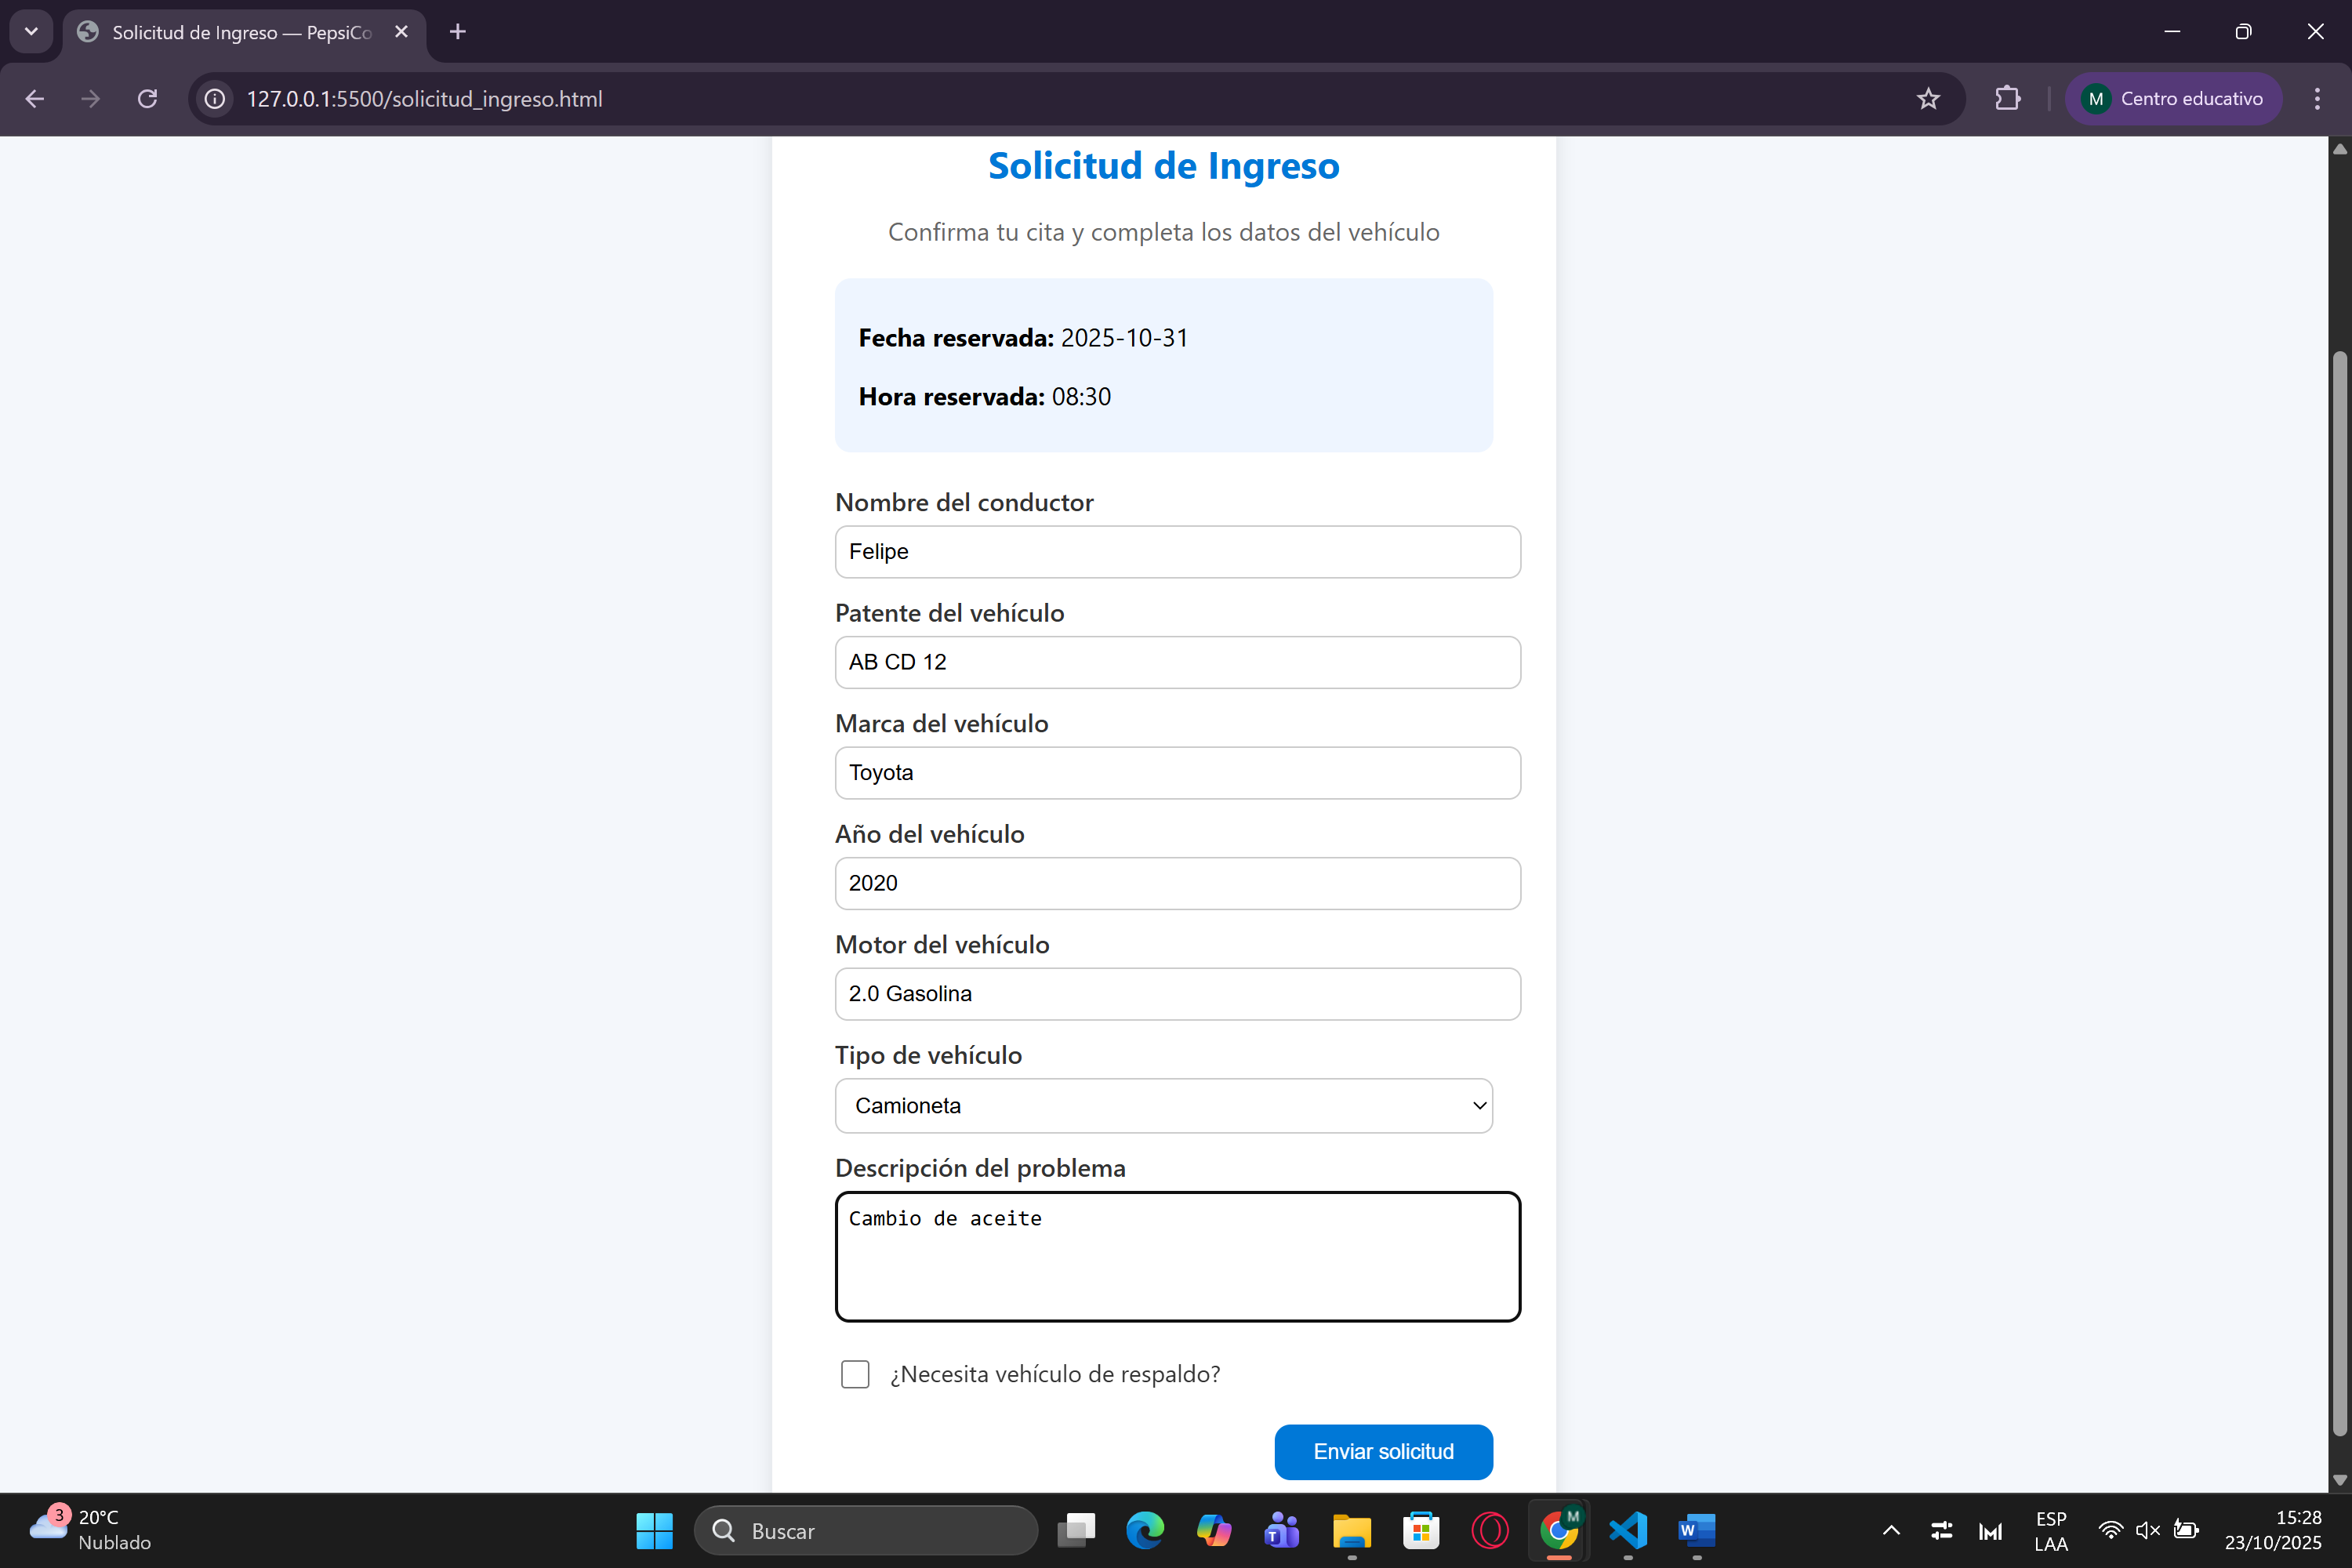 Solicitud de Ingreso — PepsiCo
127.0.0.1:5500/solicitud_ingreso.html
M Centro educativo
Solicitud de Ingreso
Confirma tu cita y completa los datos del vehículo
Fecha reservada: 2025-10-31
Hora reservada: 08:30
Nombre del conductor
Felipe
Patente del vehículo
AB CD 12
Marca del vehículo
Toyota
Año del vehículo
2020
Motor del vehículo
2.0 Gasolina
Tipo de vehículo
Camioneta
Descripción del problema
Cambio de aceite
¿Necesita vehículo de respaldo?
Enviar solicitud
3
20°C
Nublado
Buscar
T
M
W
ESP
LAA
15:28
23/10/2025